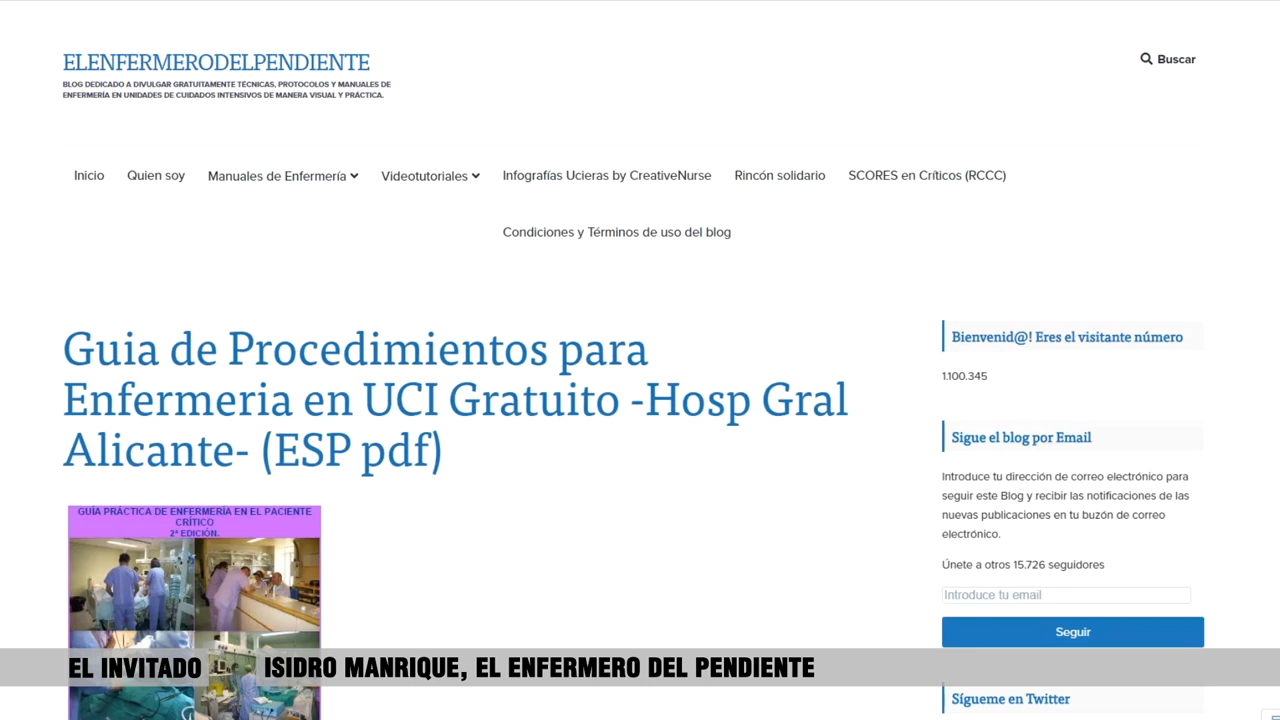 ELENFERMERODELPENDIENTE
BLOG DEDICADO A DIVULGAR GRATUITAMENTE TÉCNICAS, PROTOCOLOS Y MANUALES DE
ENFERMERÍA EN UNIDADES DE CUIDADOS INTENSIVOS DE MANERA VISUAL Y PRÁCTICA.
Buscar
Inicio Quien soy Manuales de Enfermería Videotutoriales Infografías Ucieras by CreativeNurse Rincón solidario SCORES en Críticos (RCCC)
Condiciones y Términos de uso del blog
Guia de Procedimientos para
Enfermeria en UCI Gratuito -Hosp Gral
Alicante- (ESP pdf)
GUÍA PRÁCTICA DE ENFERMERÍA EN EL PACIENTE
CRÍTICO
2ª EDICIÓN.
Bienvenid@! Eres el visitante número
1.100.345
Sigue el blog por Email
Introduce tu dirección de correo electrónico para
seguir este Blog y recibir las notificaciones de las
nuevas publicaciones en tu buzón de correo
electrónico.
Únete a otros 15.726 seguidores
Introduce tu email
Seguir
Sígueme en Twitter
EL INVITADO ISIDRO MANRIQUE, EL ENFERMERO DEL PENDIENTE